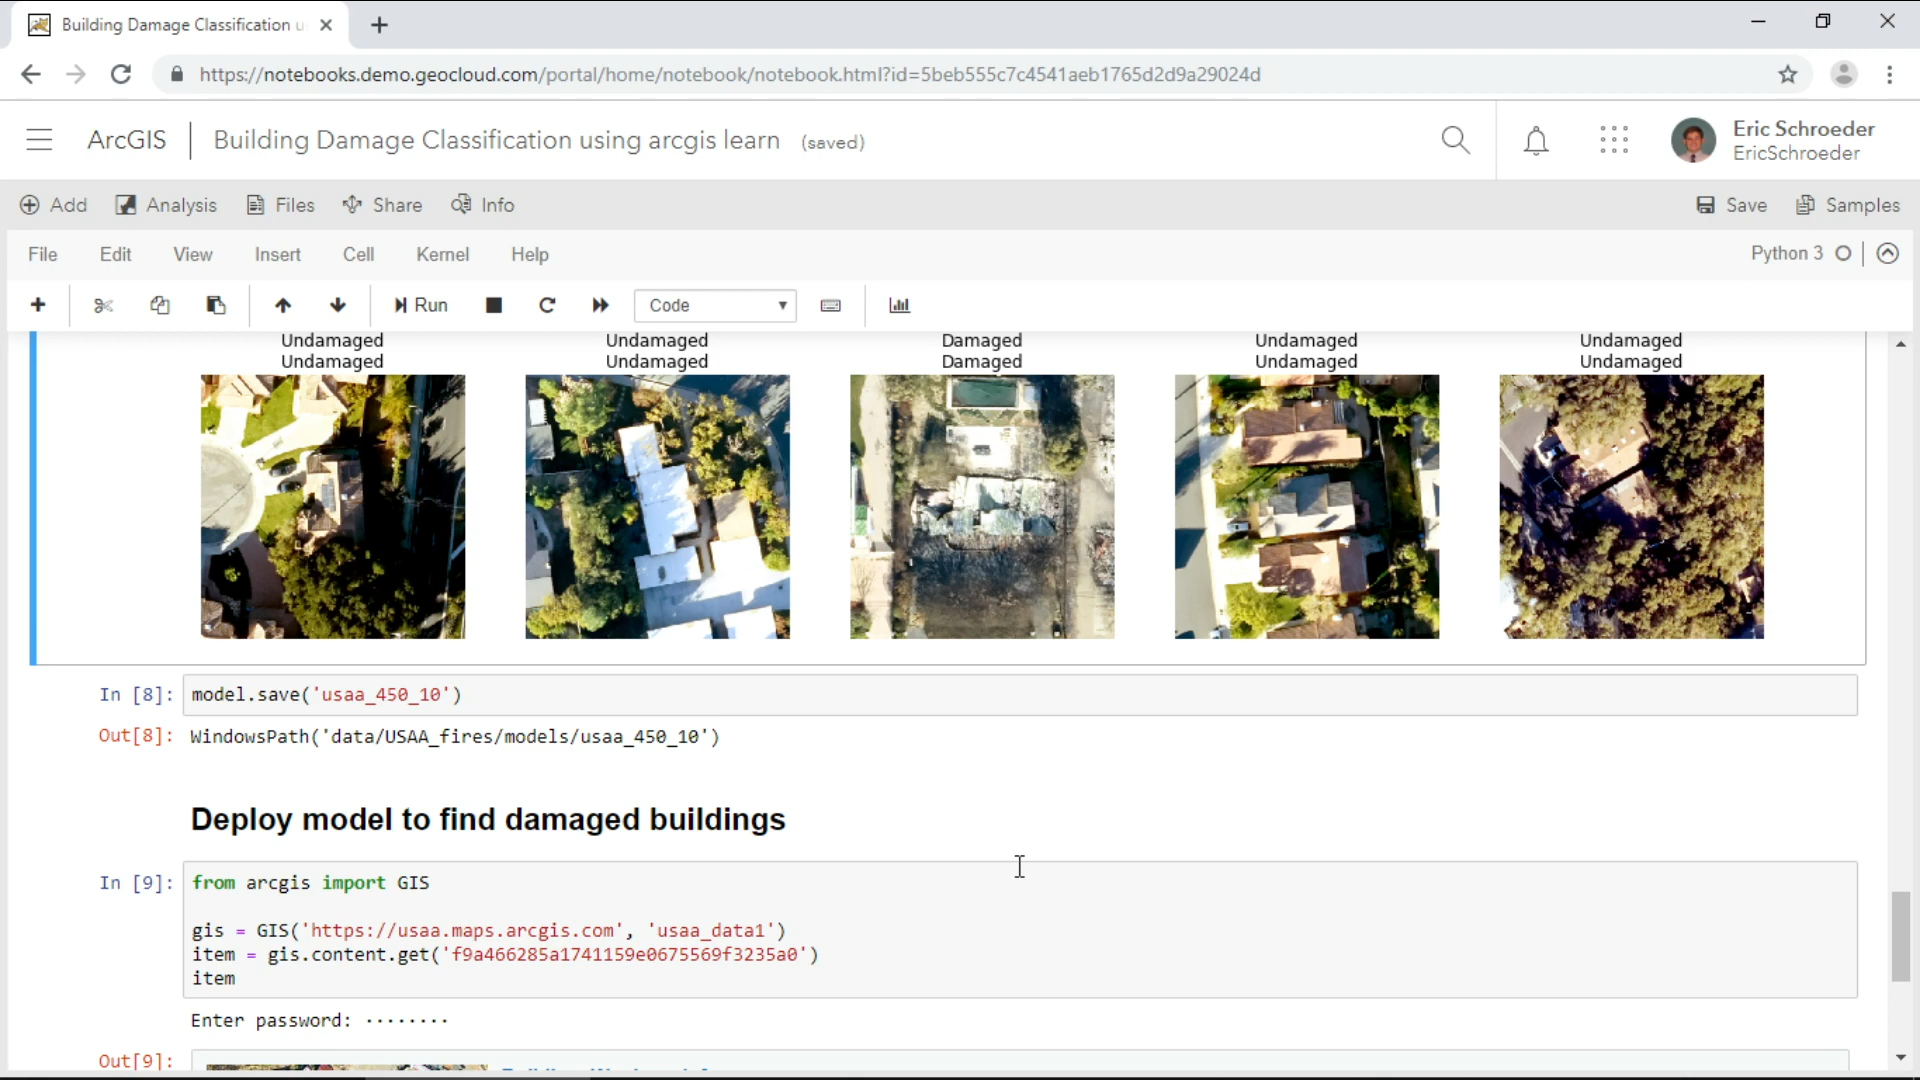 Building Damage Classification u
https://notebooks.demo.geocloud.com/portal/home/notebook/notebook.html?id=5beb555c7c4541aeb1765d2d9a29024d
ArcGIS Building Damage Classification using arcgis learn (saved)
Eric Schroeder
EricSchroeder
Add Analysis Files Share Info Save Samples
File Edit View Insert Cell Kernel Help Python 3
Run Code
Undamaged Undamaged Damaged Undamaged Undamaged
Undamaged Undamaged Damaged Undamaged Undamaged
In [8]: model.save('usaa_450_10')
Out[8]: WindowsPath('data/USAA_fires/models/usaa_450_10')
Deploy model to find damaged buildings
In [9]: from arcgis import GIS
gis = GIS('https://usaa.maps.arcgis.com', 'usaa_data1')
item = gis.content.get('f9a466285a1741159e0675569f3235a0')
item
Enter password: ········
Out[9]: